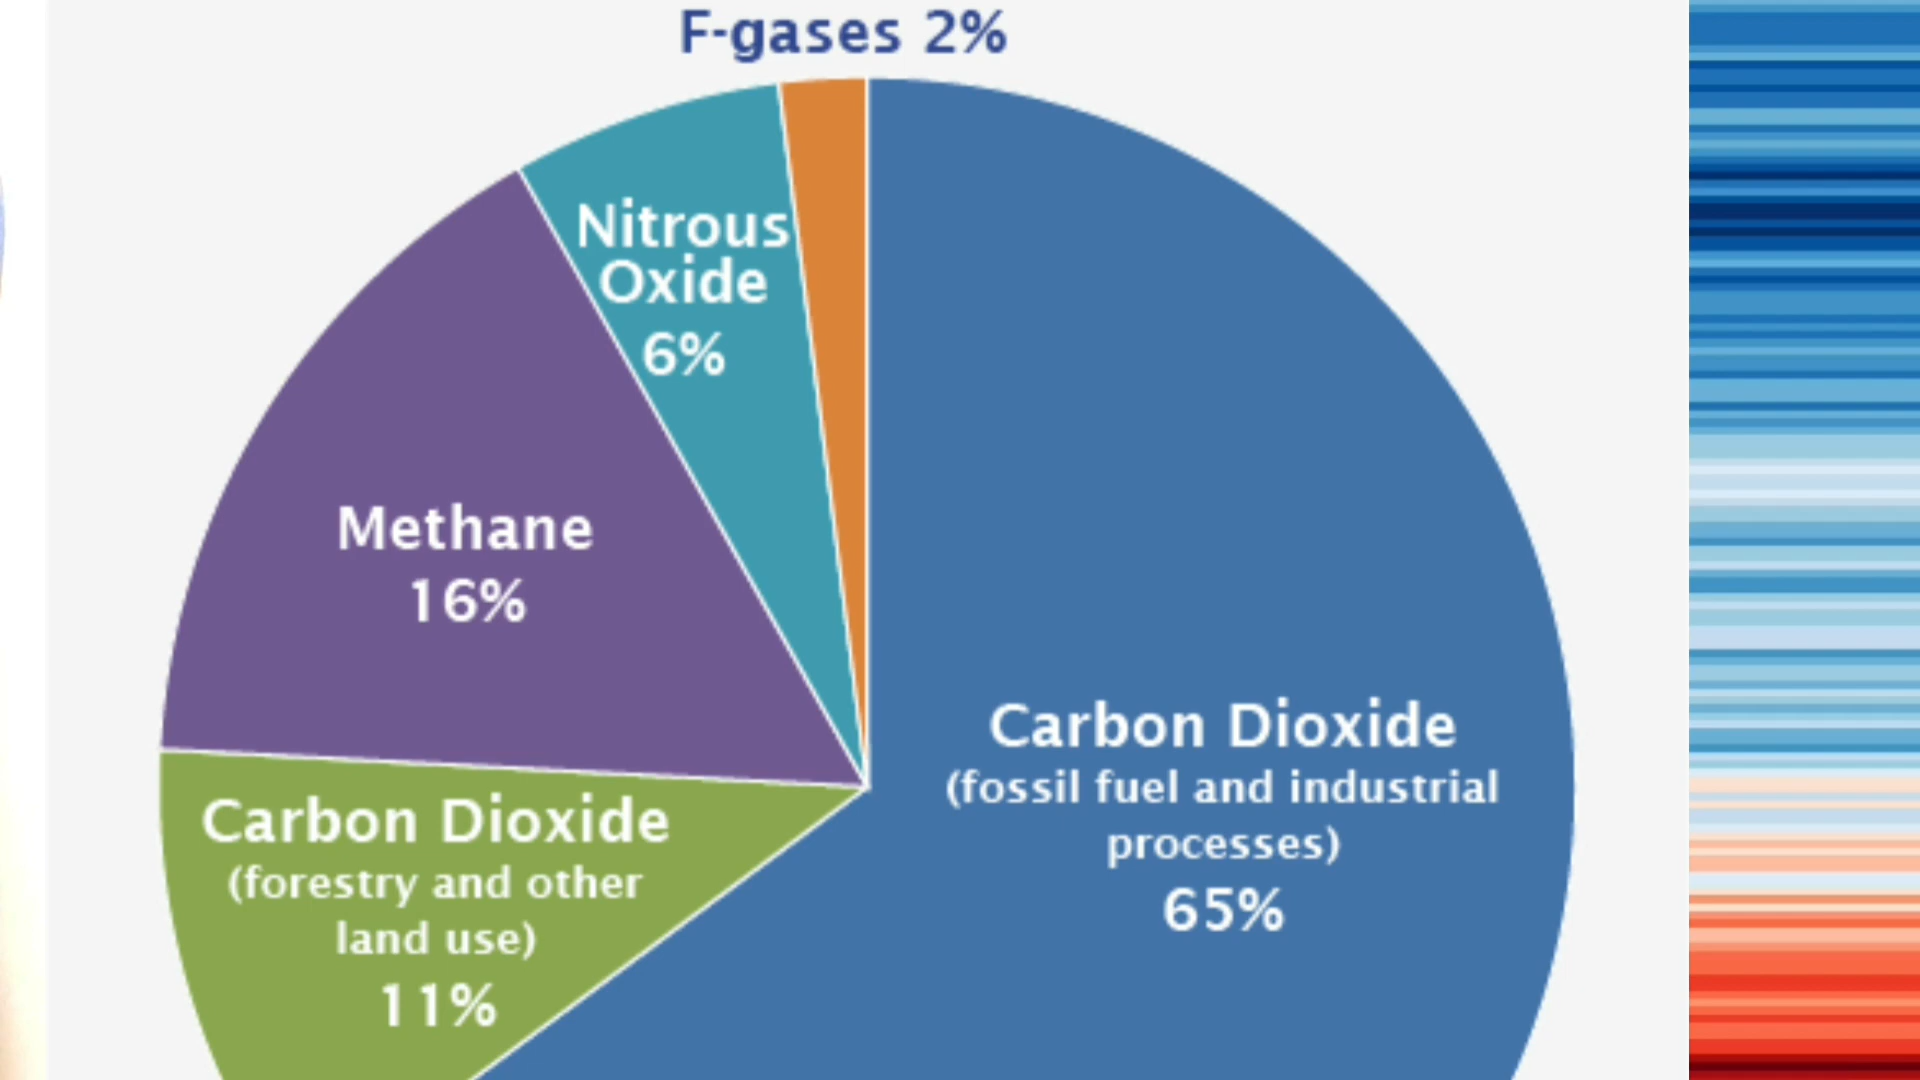 F-gases 2%
Nitrous
Oxide
6%
Methane
16%
Carbon Dioxide
(fossil fuel and industrial
processes)
65%
Carbon Dioxide
(forestry and other
land use)
11%